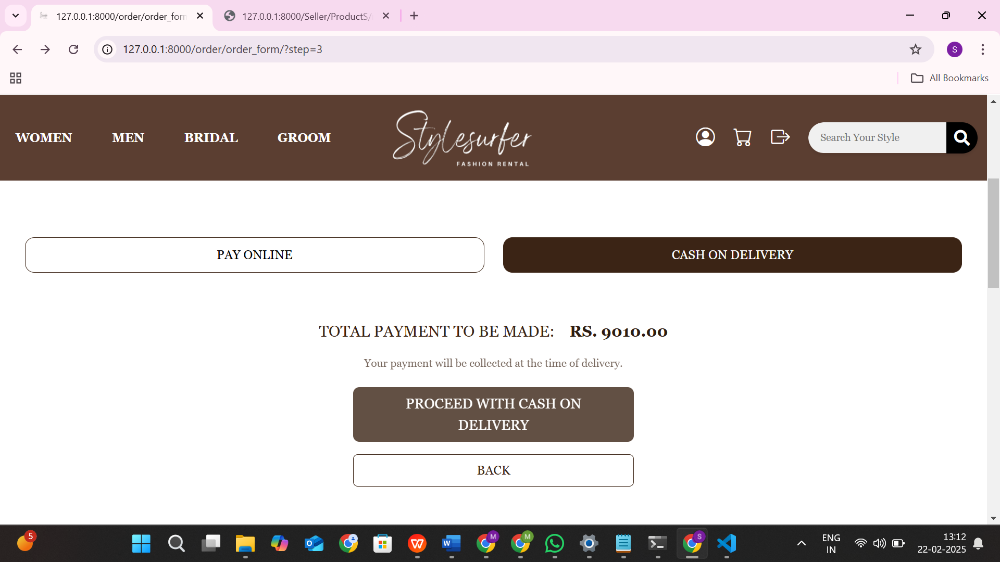 127.0.0.1:8000/order/order_form
127.0.0.1:8000/Seller/ProductS/
127.0.0.1:8000/order/order_form/?step=3
S
All Bookmarks
WOMEN
MEN
BRIDAL
GROOM
Stylesurfer
FASHION RENTAL
Search Your Style
PAY ONLINE
CASH ON DELIVERY
TOTAL PAYMENT TO BE MADE: RS. 9010.00
Your payment will be collected at the time of delivery.
PROCEED WITH CASH ON
DELIVERY
BACK
5
M
M
S
ENG
IN
13:12
22-02-2025